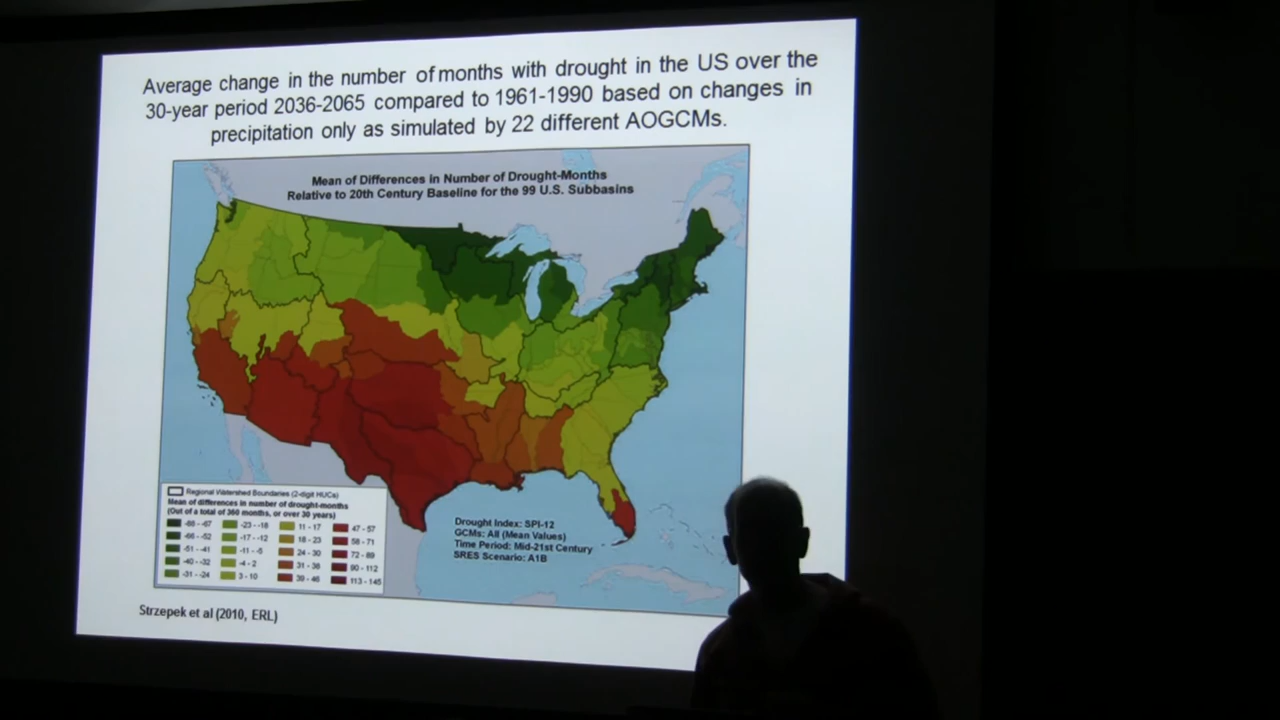 Average change in the number of months with drought in the US over the
30-year period 2036-2065 compared to 1961-1990 based on changes in
precipitation only as simulated by 22 different AOGCMs.
Mean of Differences in Number of Drought-Months
Relative to 20th Century Baseline for the 99 U.S. Subbasins
Regional Watershed Boundaries (2-digit HUCs)
Mean of differences in number of drought-months
(Out of a total of 360 months, or over 30 years)
-88 - -67 -23 - -18 11 - 17 47 - 57
-66 - -52 -17 - -12 18 - 23 58 - 71
-51 - -41 -11 - -5 24 - 30 72 - 89
-40 - -32 -4 - 2 31 - 38 90 - 112
-31 - -24 3 - 10 39 - 46 113 - 145
Drought Index: SPI-12
GCMs: All (Mean Values)
Time Period: Mid-21st Century
SRES Scenario: A1B
Strzepek et al (2010, ERL)